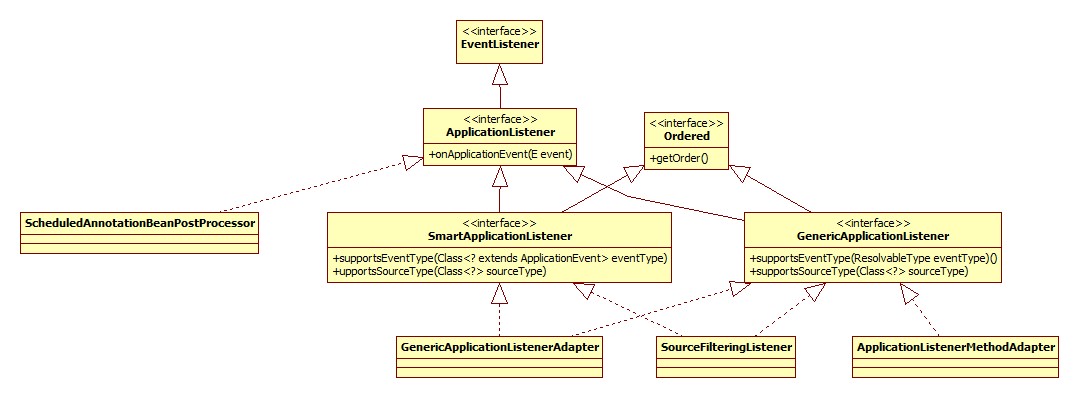 <<interface>>
EventListener
<<interface>>
ApplicationListener
+onApplicationEvent(E event)
<<interface>>
Ordered
+getOrder()
ScheduledAnnotationBeanPostProcessor
<<interface>>
SmartApplicationListener
+supportsEventType(Class<? extends ApplicationEvent> eventType)
+upportsSourceType(Class<?> sourceType)
<<interface>>
GenericApplicationListener
+supportsEventType(ResolvableType eventType)()
+supportsSourceType(Class<?> sourceType)
GenericApplicationListenerAdapter
SourceFilteringListener
ApplicationListenerMethodAdapter